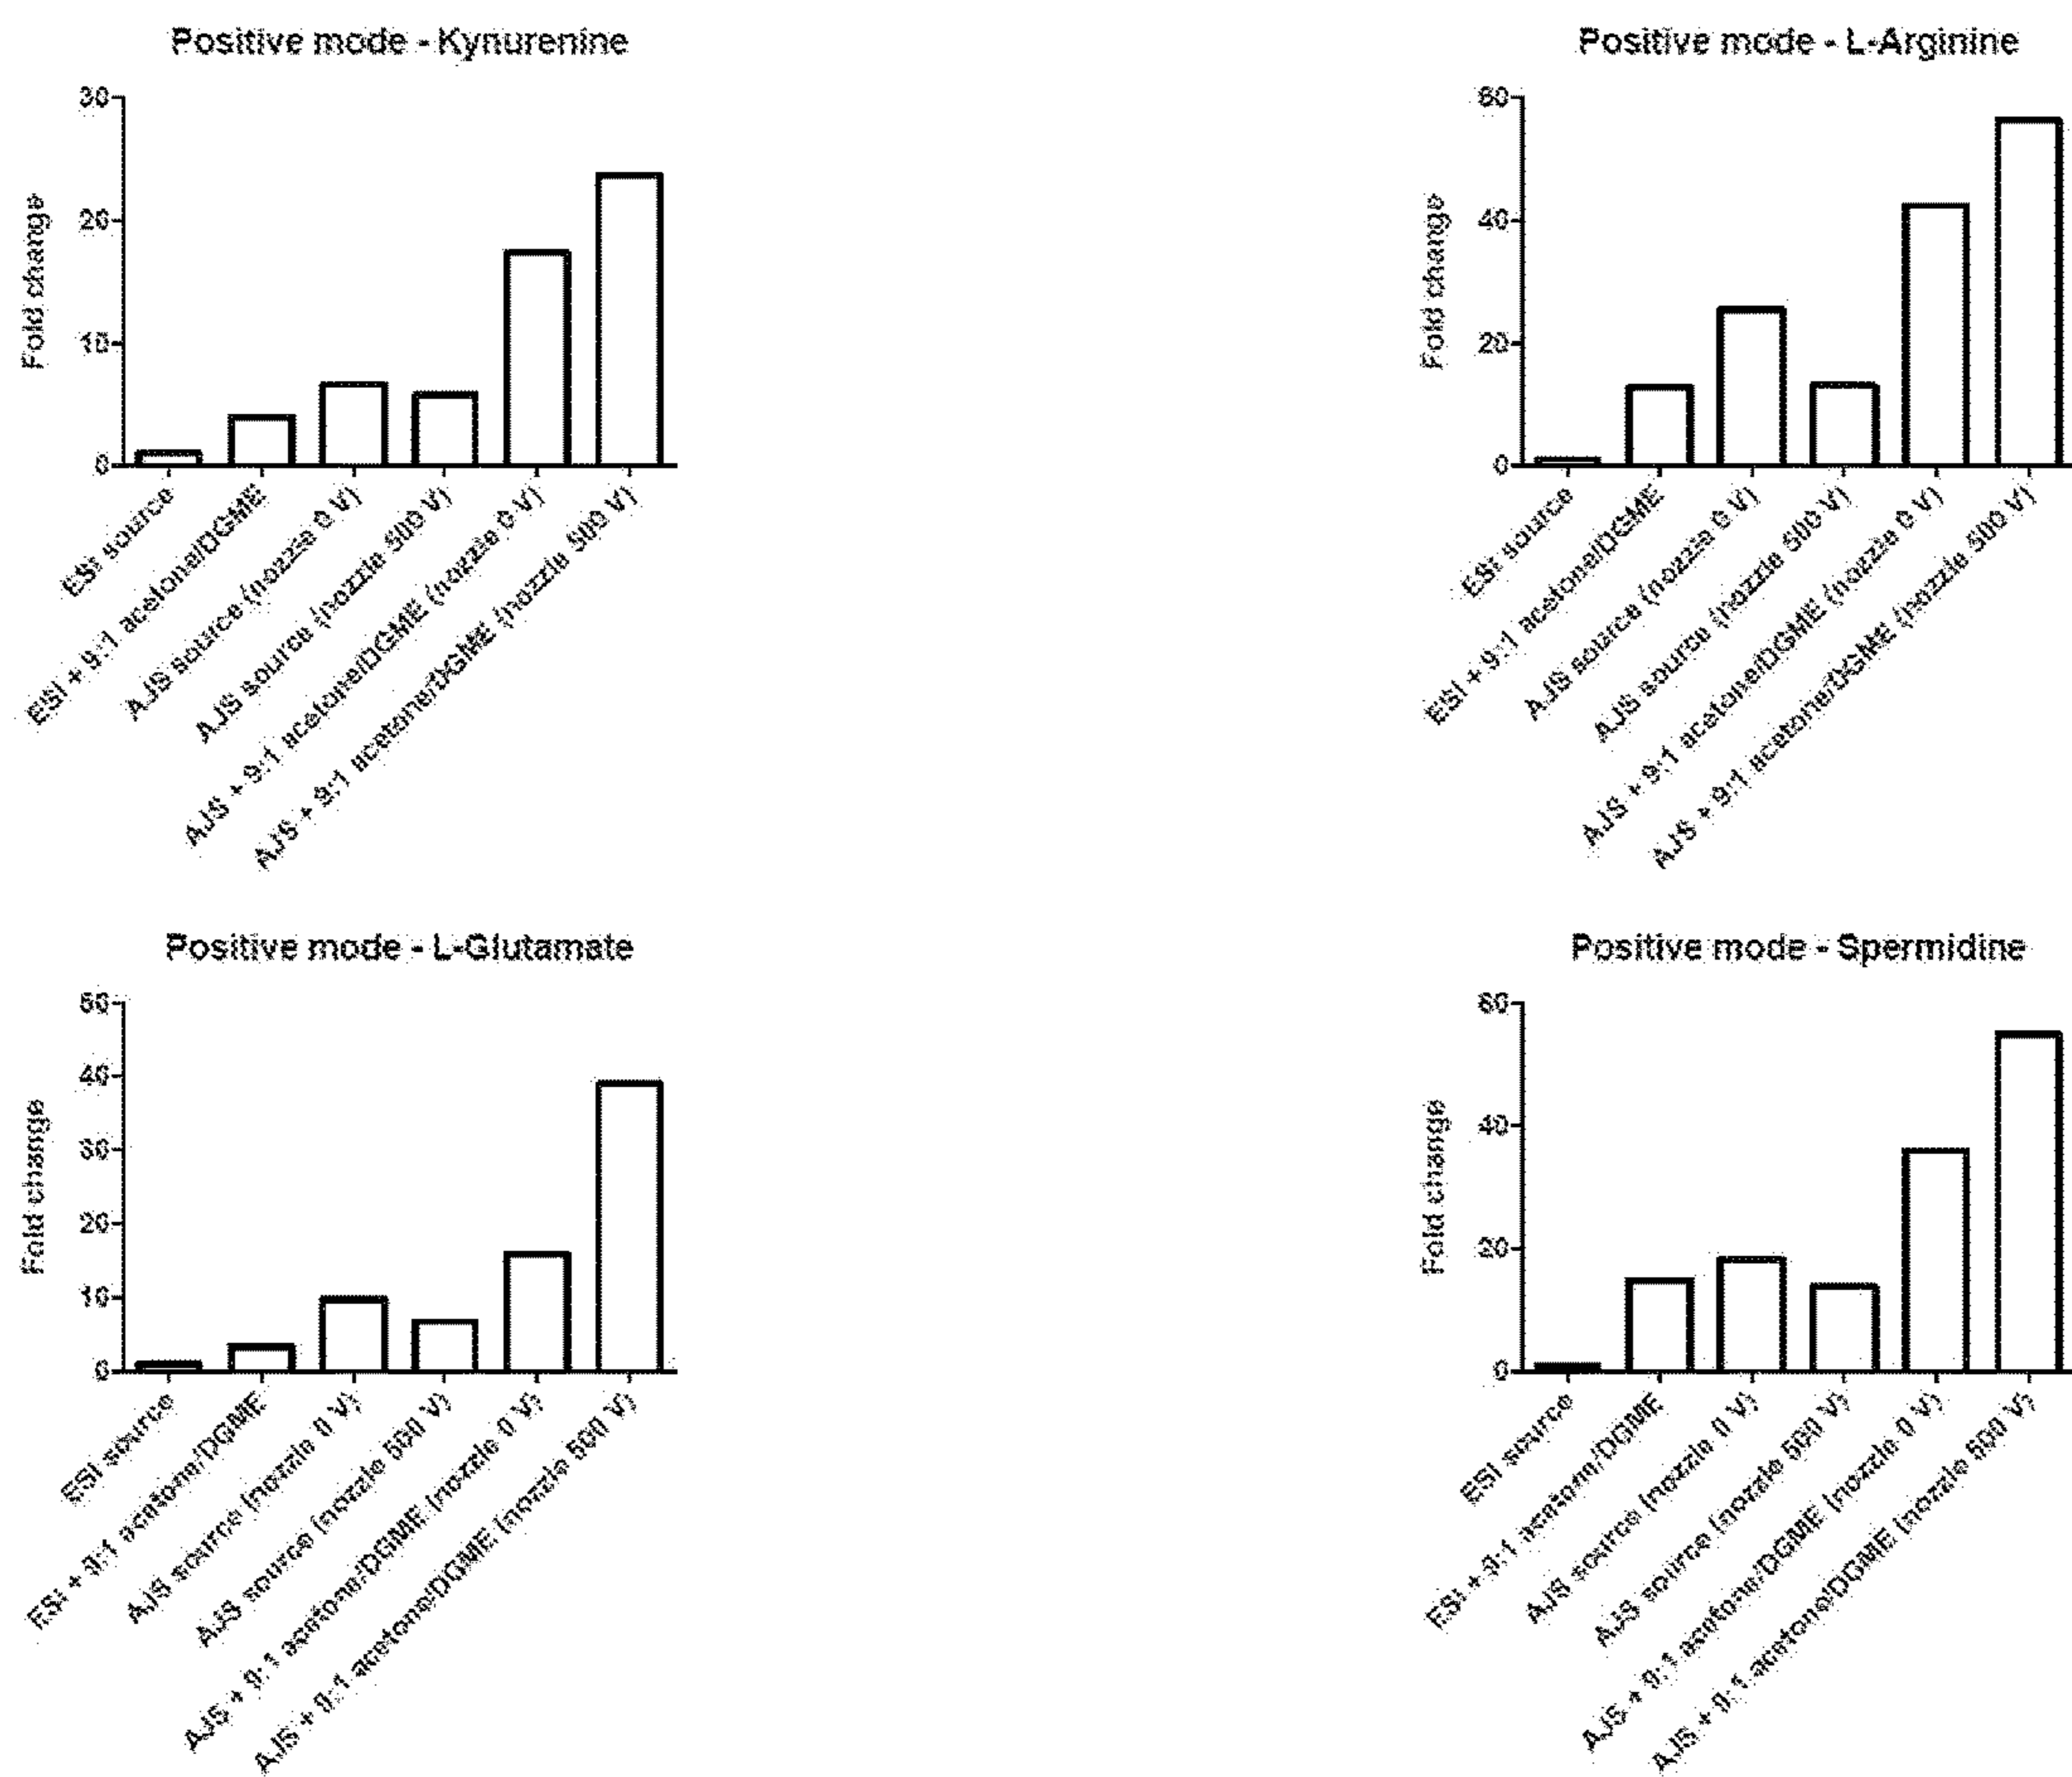 Positive mode - Kynurenine
Fold change
30
20
10
0
ESI source
ESI + 9:1 acetone/DGME
AJS source (nozzle 0 V)
AJS source (nozzle 500 V)
AJS + 9:1 acetone/DGME (nozzle 0 V)
AJS + 9:1 acetone/DGME (nozzle 500 V)
Positive mode - L-Arginine
Fold change
60
40
20
0
ESI source
ESI + 9:1 acetone/DGME
AJS source (nozzle 0 V)
AJS source (nozzle 500 V)
AJS + 9:1 acetone/DGME (nozzle 0 V)
AJS + 9:1 acetone/DGME (nozzle 500 V)
Positive mode - L-Glutamate
Fold change
50
40
30
20
10
0
ESI source
ESI + 9:1 acetone/DGME
AJS source (nozzle 0 V)
AJS source (nozzle 500 V)
AJS + 9:1 acetone/DGME (nozzle 0 V)
AJS + 9:1 acetone/DGME (nozzle 500 V)
Positive mode - Spermidine
Fold change
60
40
20
0
ESI source
ESI + 9:1 acetone/DGME
AJS source (nozzle 0 V)
AJS source (nozzle 500 V)
AJS + 9:1 acetone/DGME (nozzle 0 V)
AJS + 9:1 acetone/DGME (nozzle 500 V)